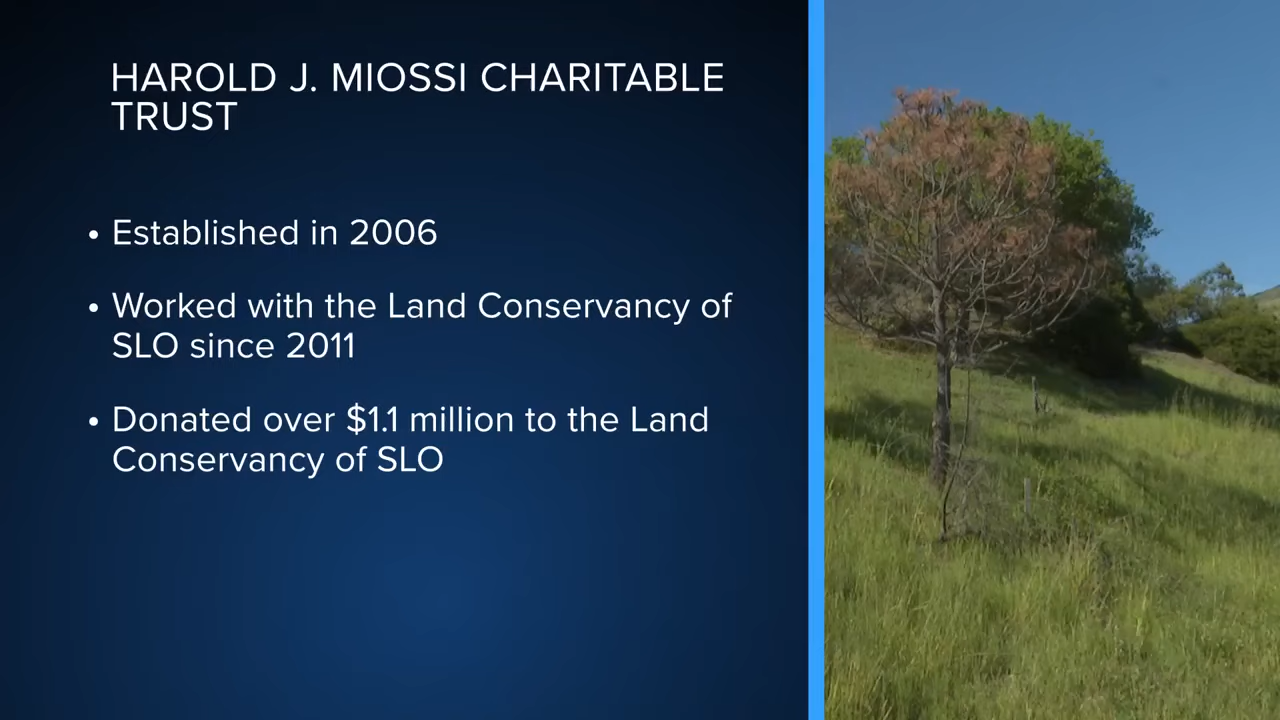 HAROLD J. MIOSSI CHARITABLE
TRUST
• Established in 2006
• Worked with the Land Conservancy of
SLO since 2011
• Donated over $1.1 million to the Land
Conservancy of SLO